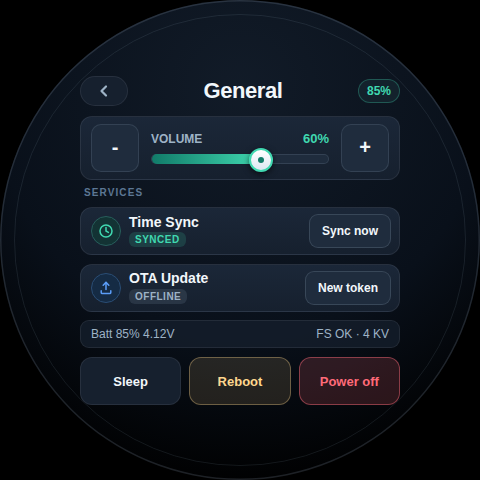 General
85%
-
VOLUME 60%
+
SERVICES
Time Sync
SYNCED
Sync now
OTA Update
OFFLINE
New token
Batt 85% 4.12V FS OK · 4 KV
Sleep Reboot Power off